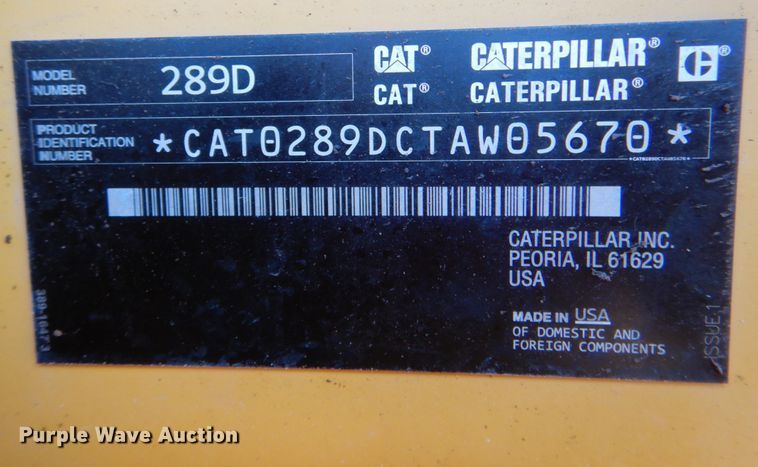 MODEL NUMBER 289D
CAT® CATERPILLAR® C®
CAT® CATERPILLAR®
PRODUCT IDENTIFICATION NUMBER *CAT0289DCTAW05670*
*CAT0289DCTAW05670*
CATERPILLAR INC.
PEORIA, IL 61629
USA
MADE IN USA
OF DOMESTIC AND
FOREIGN COMPONENTS
ISSUE 1
Purple Wave Auction